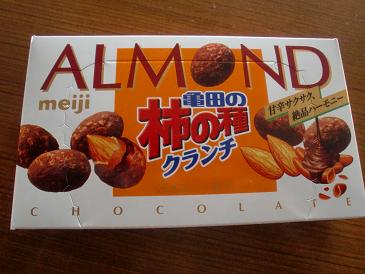 ALMOND
meiji
亀田の
柿の種
クランチ
甘辛サクサク、
絶品ハーモニー
CHOCOLATE